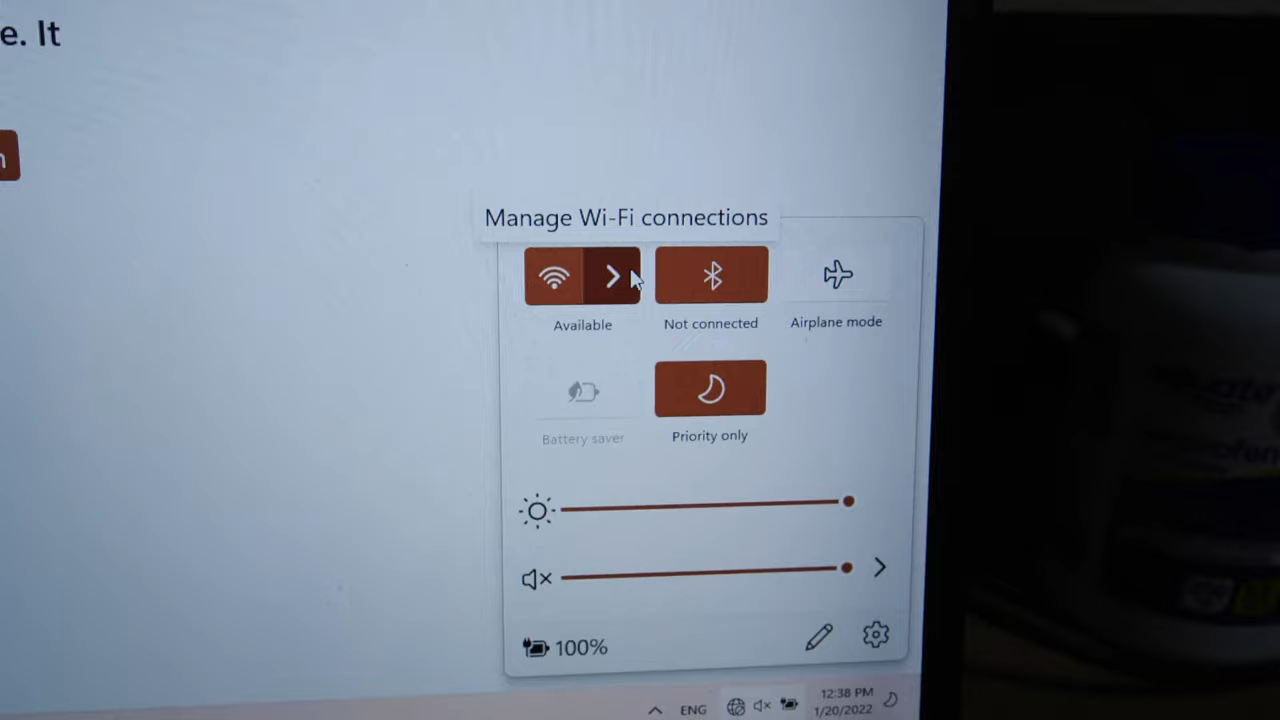 e. It
Manage Wi-Fi connections
Available
Not connected
Airplane mode
Battery saver
Priority only
100%
ENG
12:38 PM
1/20/2022